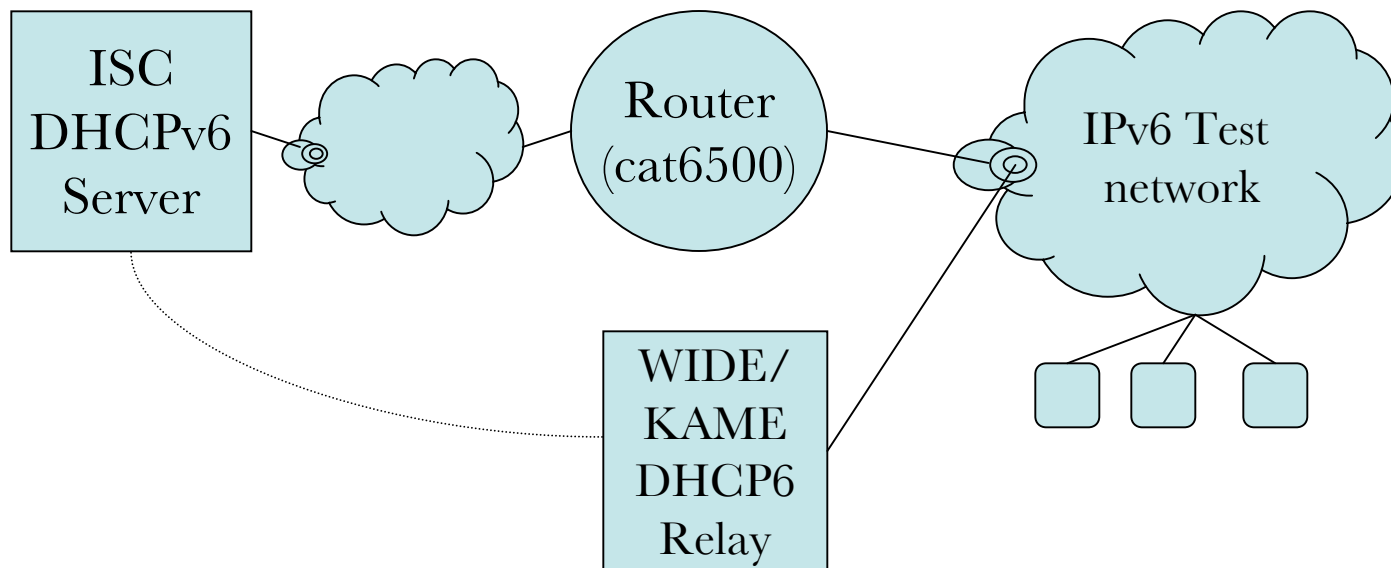 ISC
DHCPv6
Server
Router
(cat6500)
IPv6 Test
network
WIDE/
KAME
DHCP6
Relay